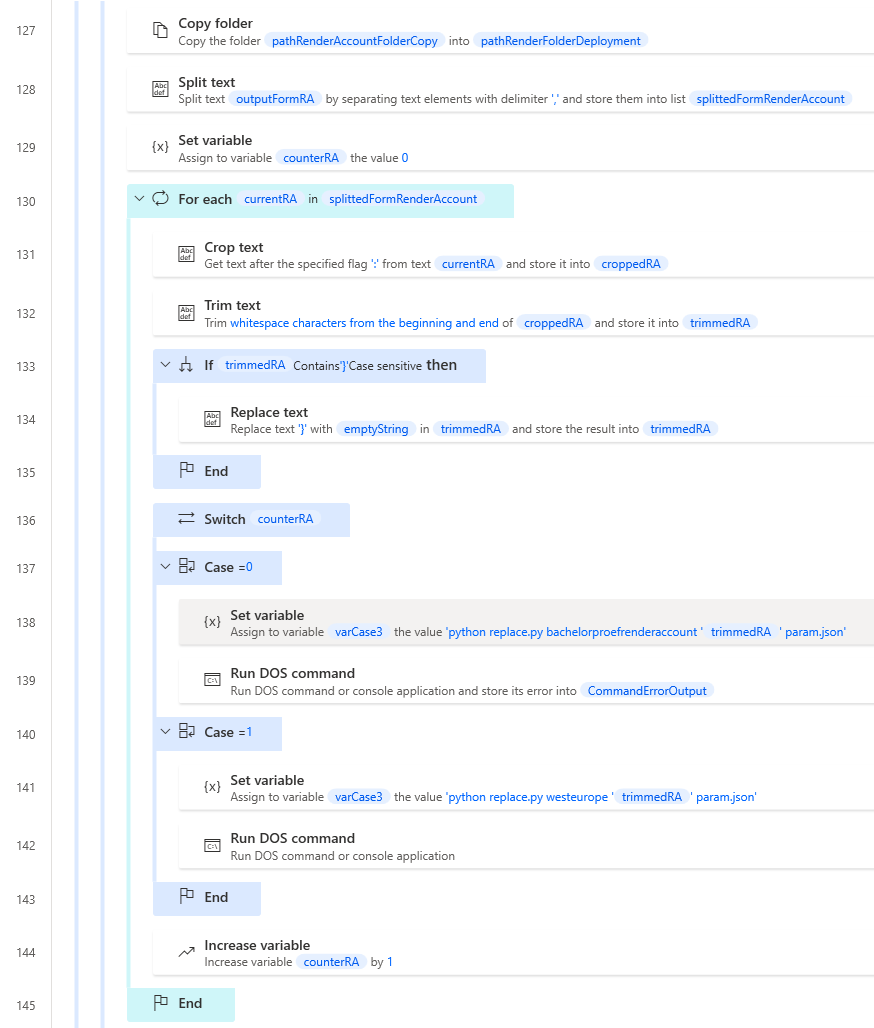 127
Copy folder
Copy the folder pathRenderAccountFolderCopy into pathRenderFolderDeployment
128
Abc def
Split text
Split text outputFormRA by separating text elements with delimiter ',' and store them into list splittedFormRenderAccount
129
{x}
Set variable
Assign to variable counterRA the value 0
130
For each currentRA in splittedFormRenderAccount
131
Abc def
Crop text
Get text after the specified flag ':' from text currentRA and store it into croppedRA
132
Abc def
Trim text
Trim whitespace characters from the beginning and end of croppedRA and store it into trimmedRA
133
If trimmedRA Contains'}'Case sensitive then
134
Abc def
Replace text
Replace text '}' with emptyString in trimmedRA and store the result into trimmedRA
135
End
136
Switch counterRA
137
Case =0
138
{x}
Set variable
Assign to variable varCase3 the value 'python replace.py bachelorproefrenderaccount ' trimmedRA ' param.json'
139
C:\
Run DOS command
Run DOS command or console application and store its error into CommandErrorOutput
140
Case =1
141
{x}
Set variable
Assign to variable varCase3 the value 'python replace.py westeurope ' trimmedRA ' param.json'
142
C:\
Run DOS command
Run DOS command or console application
143
End
144
Increase variable
Increase variable counterRA by 1
145
End